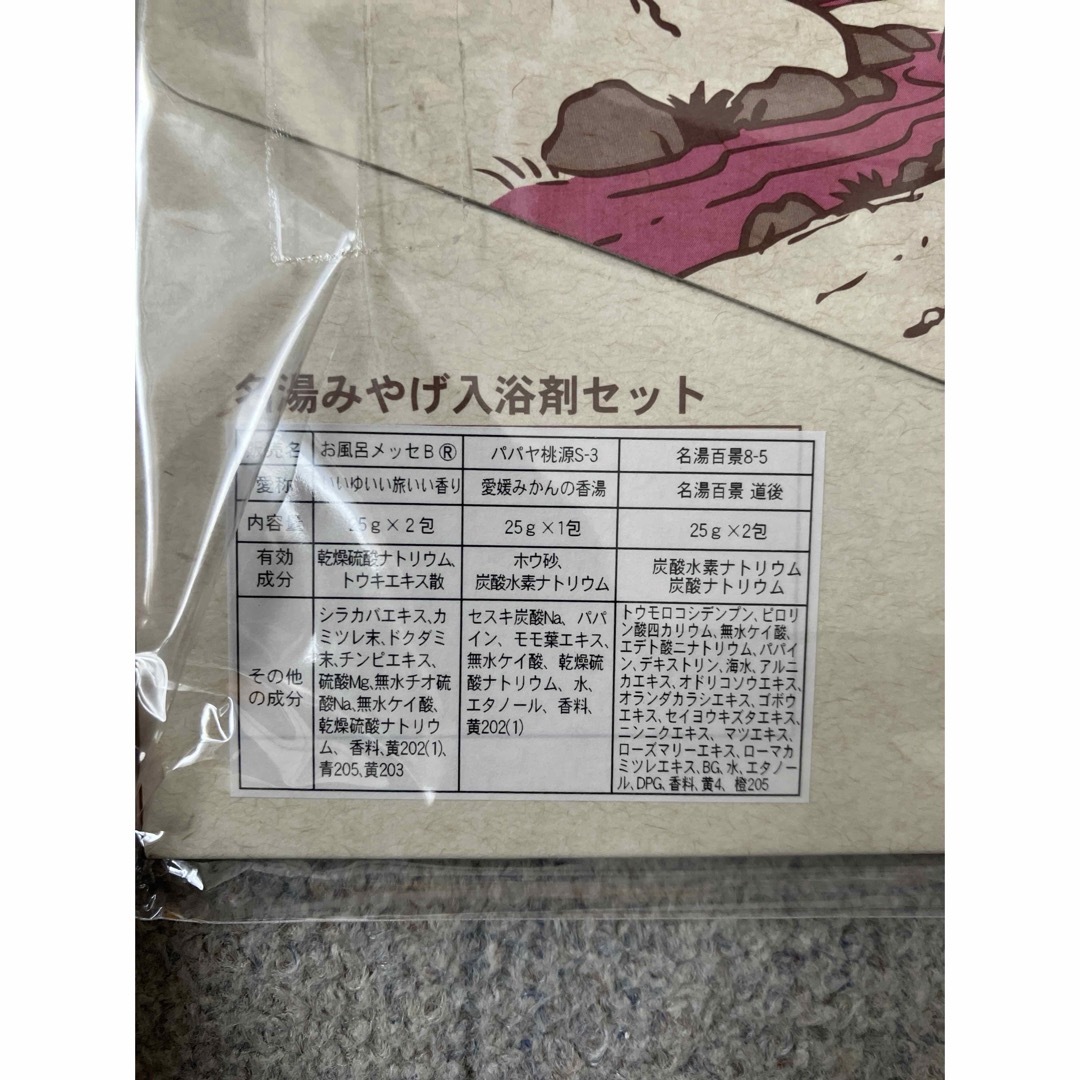 名湯みやげ入浴剤セット
販売名 お風呂メッセB® パパヤ桃源S-3 名湯百景8-5
愛称 いいゆいい旅いい香り 愛媛みかんの香湯 名湯百景 道後
内容量 25g×2包 25g×1包 25g×2包
有効
成分
乾燥硫酸ナトリウム、
トウキエキス散
ホウ砂、
炭酸水素ナトリウム
炭酸水素ナトリウム
炭酸ナトリウム
その他
の成分
シラカバエキス、カ
ミツレ末、ドクダミ
末、チンピエキス、
硫酸Mg、無水チオ硫
酸Na、無水ケイ酸、
乾燥硫酸ナトリウ
ム、香料、黄202(1)、
青205、黄203
セスキ炭酸Na、パパ
イン、モモ葉エキス、
無水ケイ酸、乾燥硫
酸ナトリウム、水、
エタノール、香料、
黄202(1)
トウモロコシデンプン、ピロリ
ン酸四カリウム、無水ケイ酸、
エデト酸二ナトリウム、パパイ
ン、デキストリン、海水、アルニ
カエキス、オドリコソウエキス、
オランダカラシエキス、ゴボウ
エキス、セイヨウキズタエキス、
ニンニクエキス、マツエキス、
ローズマリーエキス、ローマカ
ミツレエキス、BG、水、エタノー
ル、DPG、香料、黄4、橙205